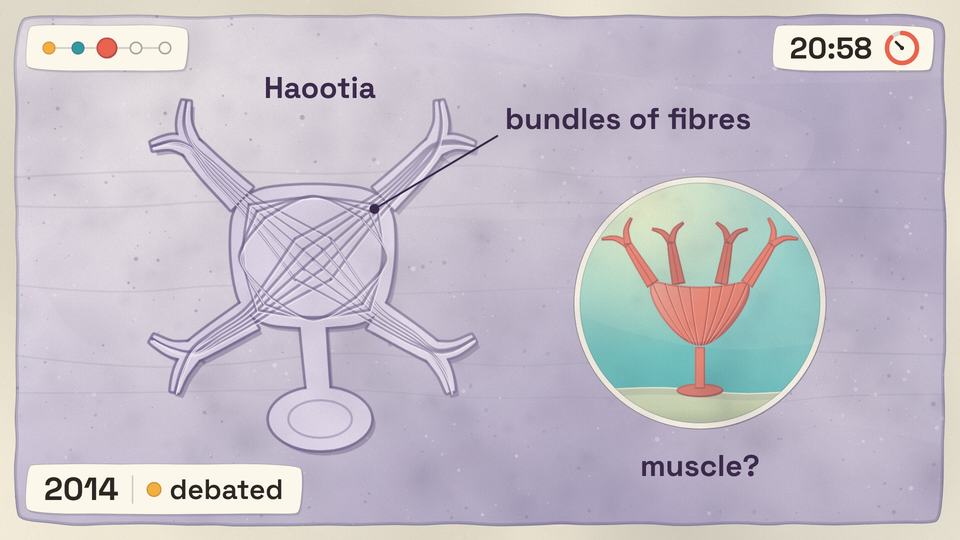 20:58
Haootia
bundles of fibres
muscle?
2014
debated